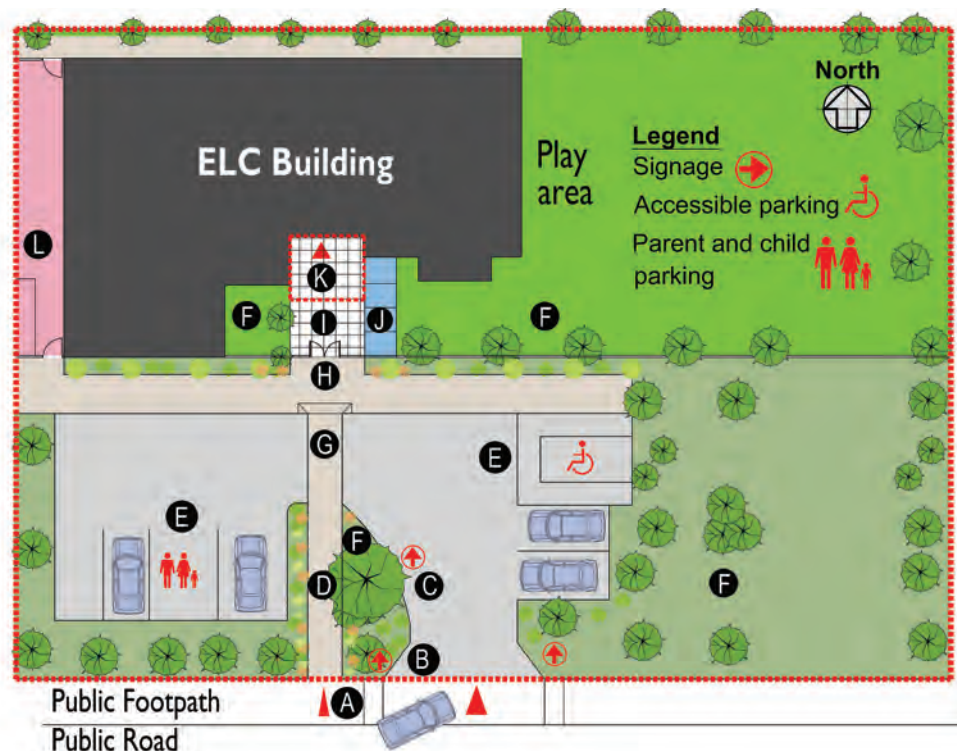 North
Legend
Signage
Accessible parking
Parent and child
parking
ELC Building
Play
area
L
K
F
I
J
F
H
G
E
E
F
D
C
F
B
A
Public Footpath
Public Road